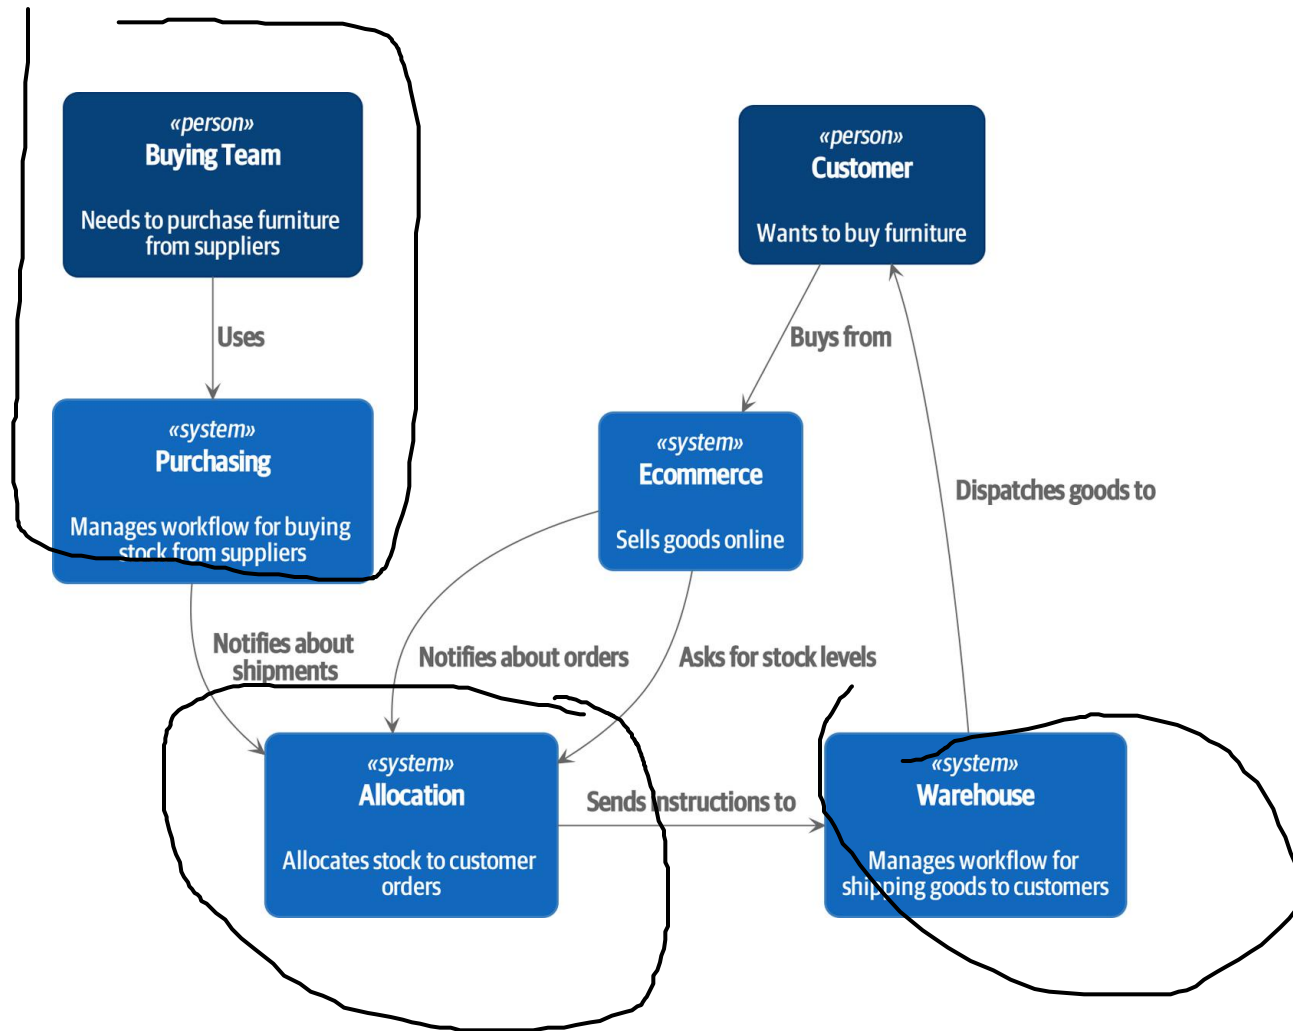 «person»
Buying Team
Needs to purchase furniture
from suppliers
«person»
Customer
Wants to buy furniture
Uses
Buys from
«system»
Purchasing
Manages workflow for buying
stock from suppliers
«system»
Ecommerce
Sells goods online
Dispatches goods to
Notifies about
shipments
Notifies about orders
Asks for stock levels
«system»
Allocation
Allocates stock to customer
orders
Sends instructions to
«system»
Warehouse
Manages workflow for
shipping goods to customers